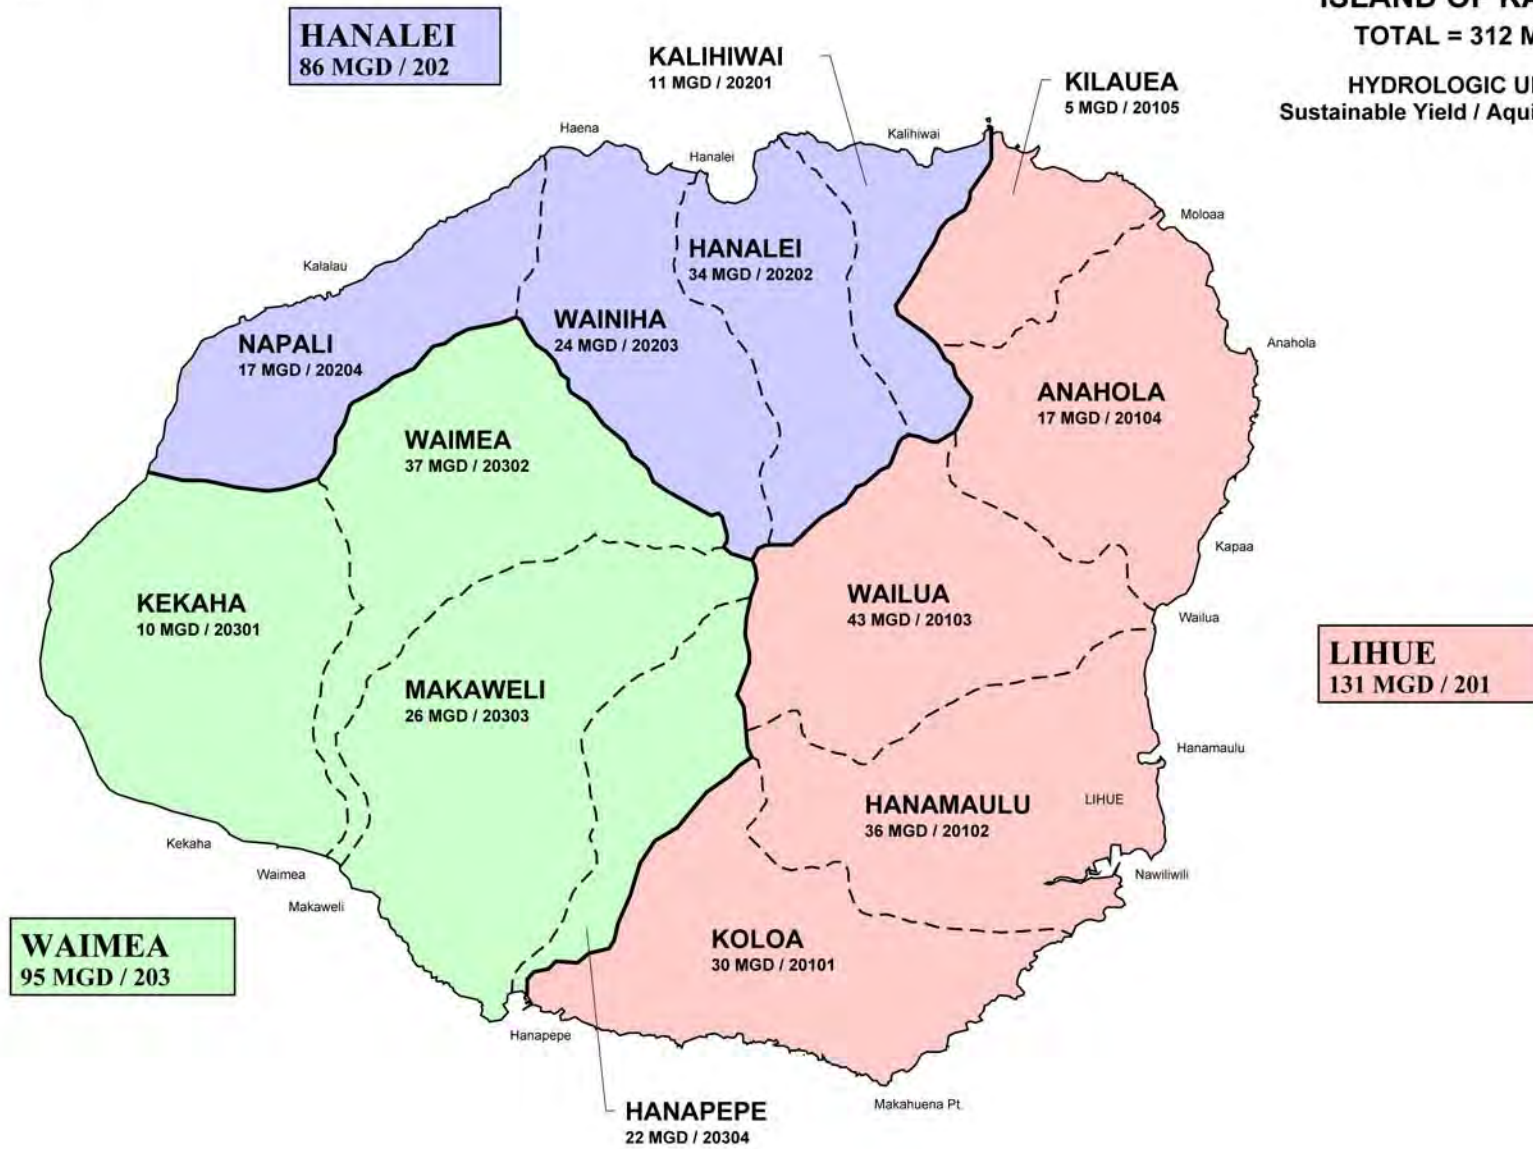 ISLAND OF
TOTAL = 312
HYDROLOGIC
Sustainable Yield /
HANALEI
86 MGD / 202
KALIHIWAI
11 MGD / 20201
KILAUEA
5 MGD / 20105
Haena
Hanalei
Kalihiwai
Moloaa
Kalalau
HANALEI
34 MGD / 20202
WAINIHA
24 MGD / 20203
NAPALI
17 MGD / 20204
Anahola
ANAHOLA
17 MGD / 20104
WAIMEA
37 MGD / 20302
Kapaa
KEKAHA
10 MGD / 20301
WAILUA
43 MGD / 20103
Wailua
LIHUE
131 MGD / 201
MAKAWELI
26 MGD / 20303
Hanamaulu
HANAMAULU
36 MGD / 20102
LIHUE
Kekaha
Waimea
Makaweli
Nawiliwili
WAIMEA
95 MGD / 203
KOLOA
30 MGD / 20101
Hanapepe
HANAPEPE
22 MGD / 20304
Makahuena Pt.